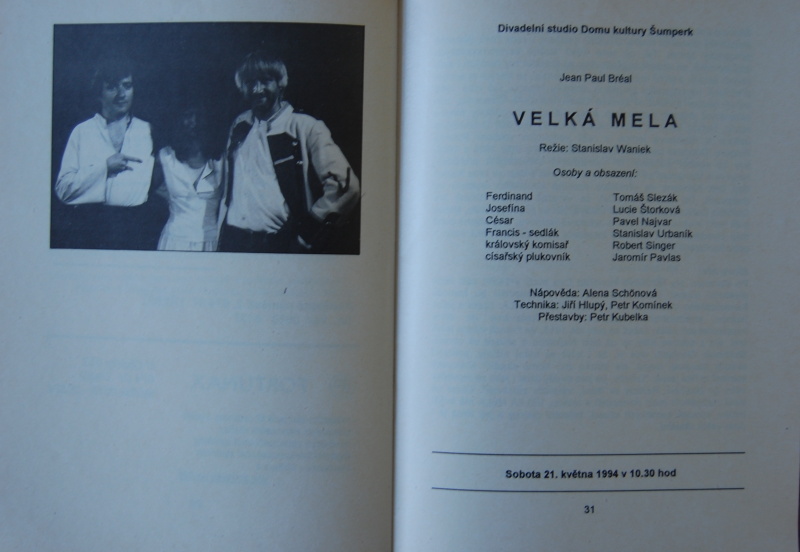 Divadelní studio Domu kultury Šumperk
Jean Paul Bréal
VELKÁ MELA
Režie: Stanislav Waniek
Osoby a obsazení:
Ferdinand Tomáš Slezák
Josefína Lucie Štorková
César Pavel Najvar
Francis - sedlák Stanislav Urbaník
královský komisař Robert Singer
císařský plukovník Jaromír Pavlas
Nápověda: Alena Schönová
Technika: Jiří Hlupý, Petr Komínek
Přestavby: Petr Kubelka
Sobota 21. května 1994 v 10.30 hod
31